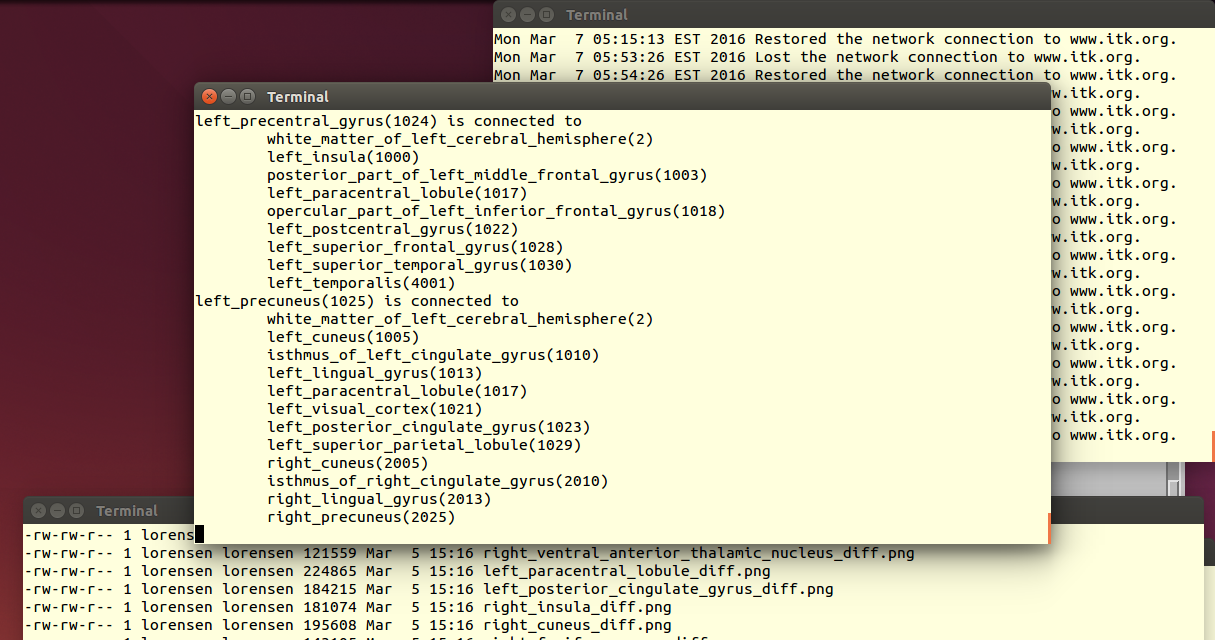 Terminal
Mon Mar  7 05:15:13 EST 2016 Restored the network connection to www.itk.org.
Mon Mar  7 05:53:26 EST 2016 Lost the network connection to www.itk.org.
Mon Mar  7 05:54:26 EST 2016 Restored the network connection to www.itk.org.
w.itk.org.
o www.itk.org.
w.itk.org.
o www.itk.org.
w.itk.org.
o www.itk.org.
w.itk.org.
o www.itk.org.
w.itk.org.
o www.itk.org.
w.itk.org.
o www.itk.org.
w.itk.org.
o www.itk.org.
w.itk.org.
o www.itk.org.
w.itk.org.
o www.itk.org.
w.itk.org.
o www.itk.org.
Terminal
left_precentral_gyrus(1024) is connected to
        white_matter_of_left_cerebral_hemisphere(2)
        left_insula(1000)
        posterior_part_of_left_middle_frontal_gyrus(1003)
        left_paracentral_lobule(1017)
        opercular_part_of_left_inferior_frontal_gyrus(1018)
        left_postcentral_gyrus(1022)
        left_superior_frontal_gyrus(1028)
        left_superior_temporal_gyrus(1030)
        left_temporalis(4001)
left_precuneus(1025) is connected to
        white_matter_of_left_cerebral_hemisphere(2)
        left_cuneus(1005)
        isthmus_of_left_cingulate_gyrus(1010)
        left_lingual_gyrus(1013)
        left_paracentral_lobule(1017)
        left_visual_cortex(1021)
        left_posterior_cingulate_gyrus(1023)
        left_superior_parietal_lobule(1029)
        right_cuneus(2005)
        isthmus_of_right_cingulate_gyrus(2010)
        right_lingual_gyrus(2013)
        right_precuneus(2025)
Terminal
-rw-rw-r-- 1 lorens
-rw-rw-r-- 1 lorensen lorensen 121559 Mar  5 15:16 right_ventral_anterior_thalamic_nucleus_diff.png
-rw-rw-r-- 1 lorensen lorensen 224865 Mar  5 15:16 left_paracentral_lobule_diff.png
-rw-rw-r-- 1 lorensen lorensen 184215 Mar  5 15:16 left_posterior_cingulate_gyrus_diff.png
-rw-rw-r-- 1 lorensen lorensen 181074 Mar  5 15:16 right_insula_diff.png
-rw-rw-r-- 1 lorensen lorensen 195608 Mar  5 15:16 right_cuneus_diff.png
-rw-rw-r-- 1 lorensen lorensen